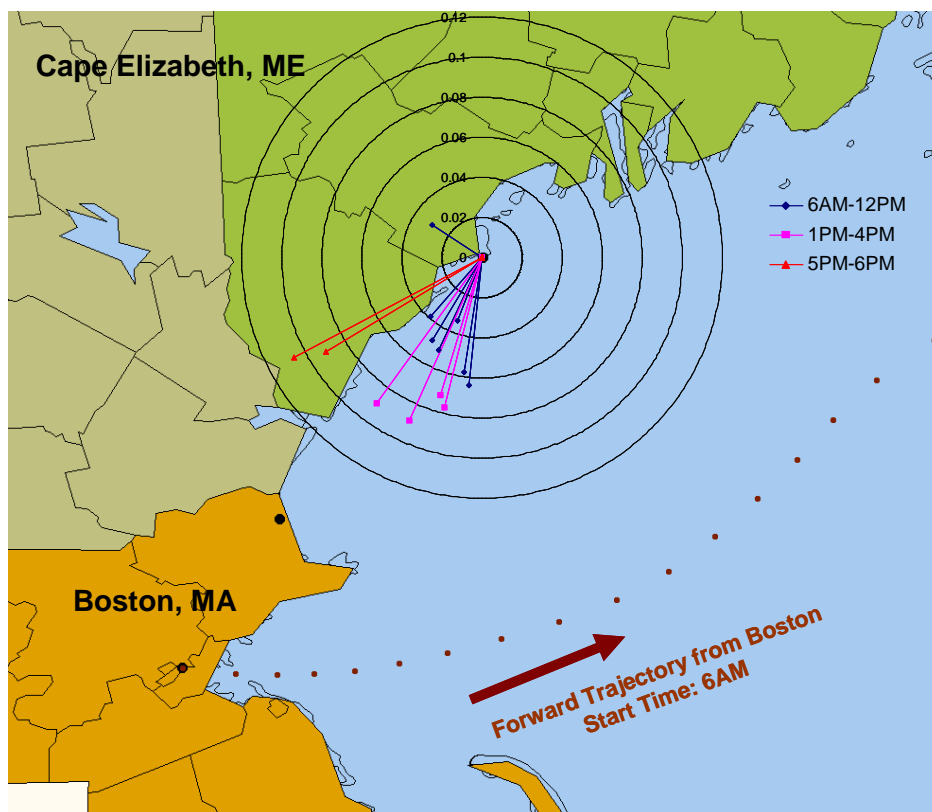 0.12
Cape Elizabeth, ME
0.1
0.08
0.06
0.04
0.02
0
6AM-12PM
1PM-4PM
5PM-6PM
Boston, MA
Forward Trajectory from Boston
Start Time: 6AM